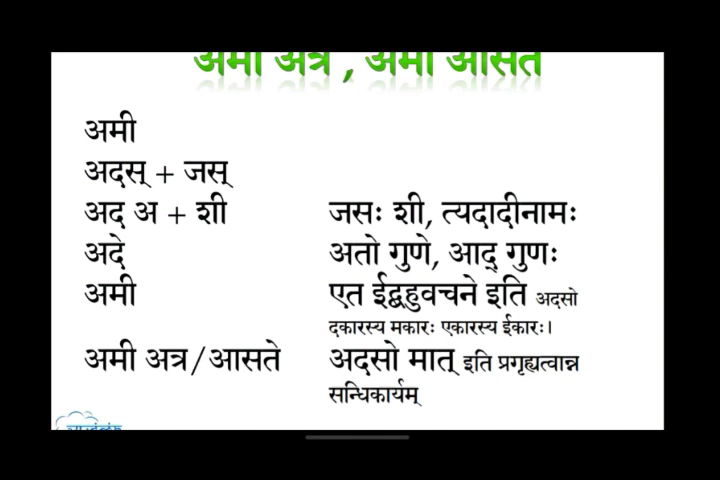 अमी अत्र , अमी आसते
अमी
अदस् + जस्
अद अ + शी जसः शी, त्यदादीनामः
अदे अतो गुणे, आद् गुणः
अमी एत ईद्बहुवचने इति अदसो
दकारस्य मकारः एकारस्य ईकारः।
अमी अत्र/आसते अदसो मात् इति प्रगृह्यत्वान्न
सन्धिकार्यम्